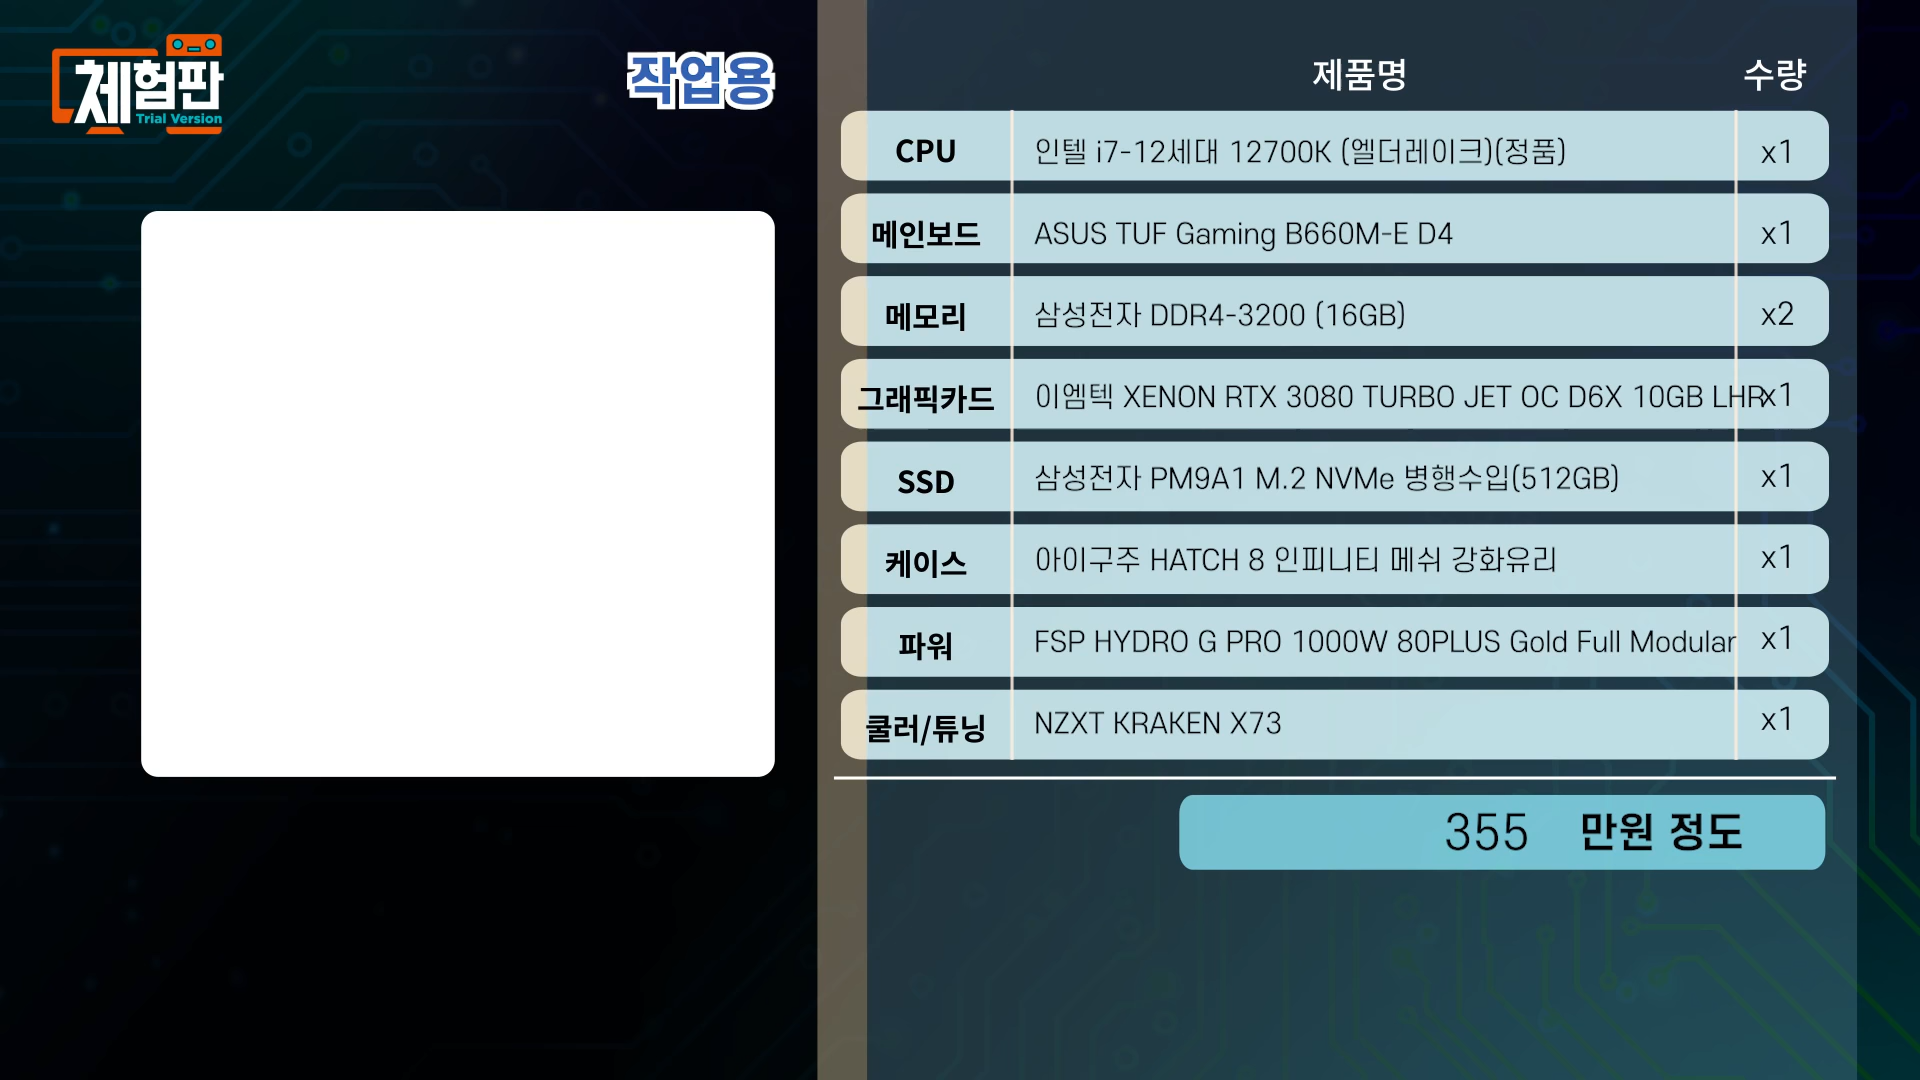 체험판
Trial Version
작업용
제품명 수량
CPU 인텔 i7-12세대 12700K (엘더레이크)(정품) x1
메인보드 ASUS TUF Gaming B660M-E D4 x1
메모리 삼성전자 DDR4-3200 (16GB) x2
그래픽카드 이엠텍 XENON RTX 3080 TURBO JET OC D6X 10GB LHR x1
SSD 삼성전자 PM9A1 M.2 NVMe 병행수입(512GB) x1
케이스 아이구주 HATCH 8 인피니티 메쉬 강화유리 x1
파워 FSP HYDRO G PRO 1000W 80PLUS Gold Full Modular x1
쿨러/튜닝 NZXT KRAKEN X73 x1
355 만원 정도